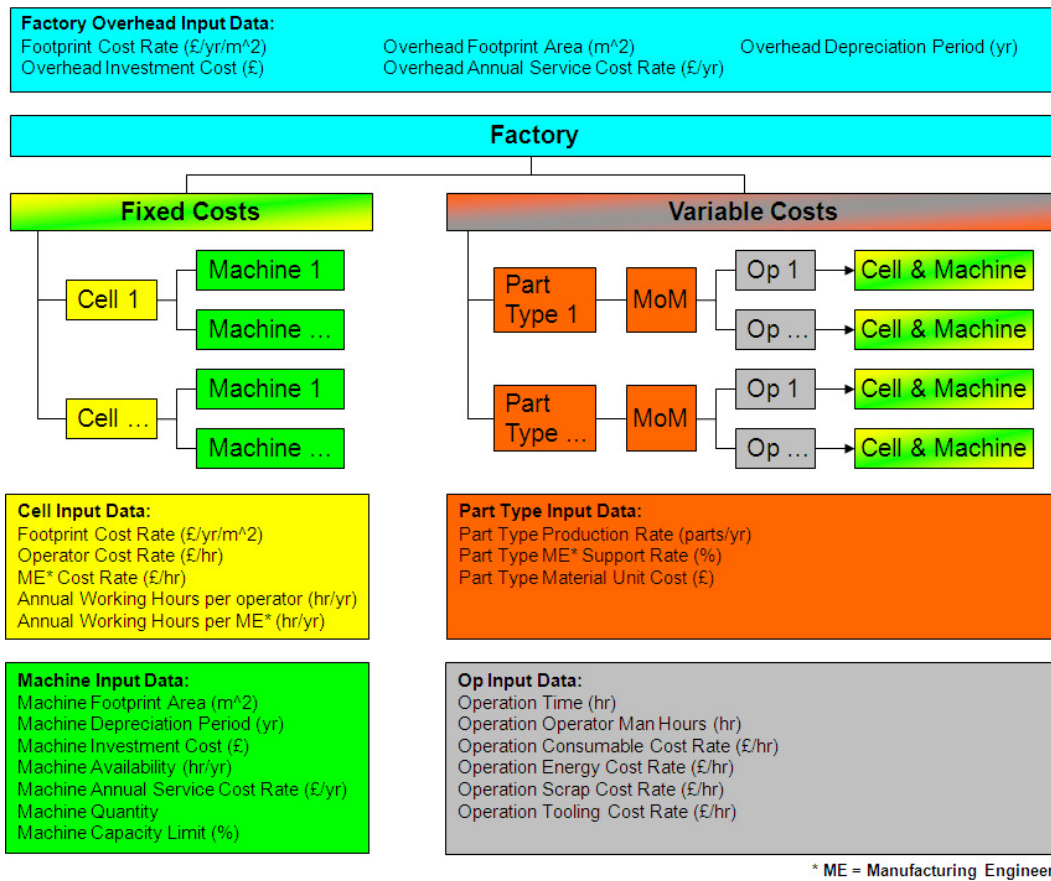 Factory Overhead Input Data:
Footprint Cost Rate (£/yr/m^2) Overhead Footprint Area (m^2) Overhead Depreciation Period (yr)
Overhead Investment Cost (£) Overhead Annual Service Cost Rate (£/yr)
Factory
Fixed Costs
Variable Costs
Cell 1
Machine 1
Machine ...
Cell ...
Machine 1
Machine ...
Part
Type 1
MoM
Op 1
Cell & Machine
Op ...
Cell & Machine
Part
Type ...
MoM
Op 1
Cell & Machine
Op ...
Cell & Machine
Cell Input Data:
Footprint Cost Rate (£/yr/m^2)
Operator Cost Rate (£/hr)
ME* Cost Rate (£/hr)
Annual Working Hours per operator (hr/yr)
Annual Working Hours per ME* (hr/yr)
Part Type Input Data:
Part Type Production Rate (parts/yr)
Part Type ME* Support Rate (%)
Part Type Material Unit Cost (£)
Machine Input Data:
Machine Footprint Area (m^2)
Machine Depreciation Period (yr)
Machine Investment Cost (£)
Machine Availability (hr/yr)
Machine Annual Service Cost Rate (£/yr)
Machine Quantity
Machine Capacity Limit (%)
Op Input Data:
Operation Time (hr)
Operation Operator Man Hours (hr)
Operation Consumable Cost Rate (£/hr)
Operation Energy Cost Rate (£/hr)
Operation Scrap Cost Rate (£/hr)
Operation Tooling Cost Rate (£/hr)
* ME = Manufacturing Engineer